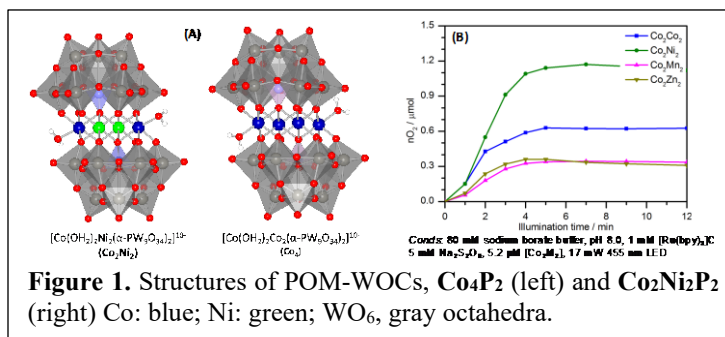 (A)
[Co(OH₂)₂Ni₂(α-PW₉O₃₄)₂]¹⁰⁻
(Co₂Ni₂)
[Co(OH₂)₂Co₂(α-PW₉O₃₄)₂]¹⁰⁻
(Co₄)
(B)
nO₂ / μmol
1.5
1.2
0.9
0.6
0.3
0.0
Co₂Co₂
Co₂Ni₂
Co₂Mn₂
Co₂Zn₂
0 2 4 6 8 10 12
Illumination time / min
Conds: 80 mM sodium borate buffer, pH 8.0, 1 mM [Ru(bpy)₃]C
5 mM Na₂S₂O₈, 5.2 μM [Co₂M₂], 17 mW 455 nm LED
Figure 1. Structures of POM-WOCs, Co₄P₂ (left) and Co₂Ni₂P₂
(right) Co: blue; Ni: green; WO₆, gray octahedra.